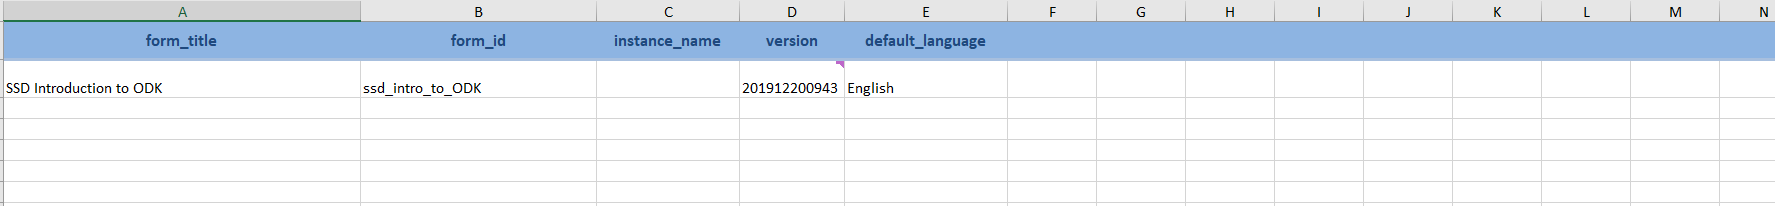 A B C D E F G H I J K L M N
form_title form_id instance_name version default_language
SSD Introduction to ODK ssd_intro_to_ODK 201912200943 English